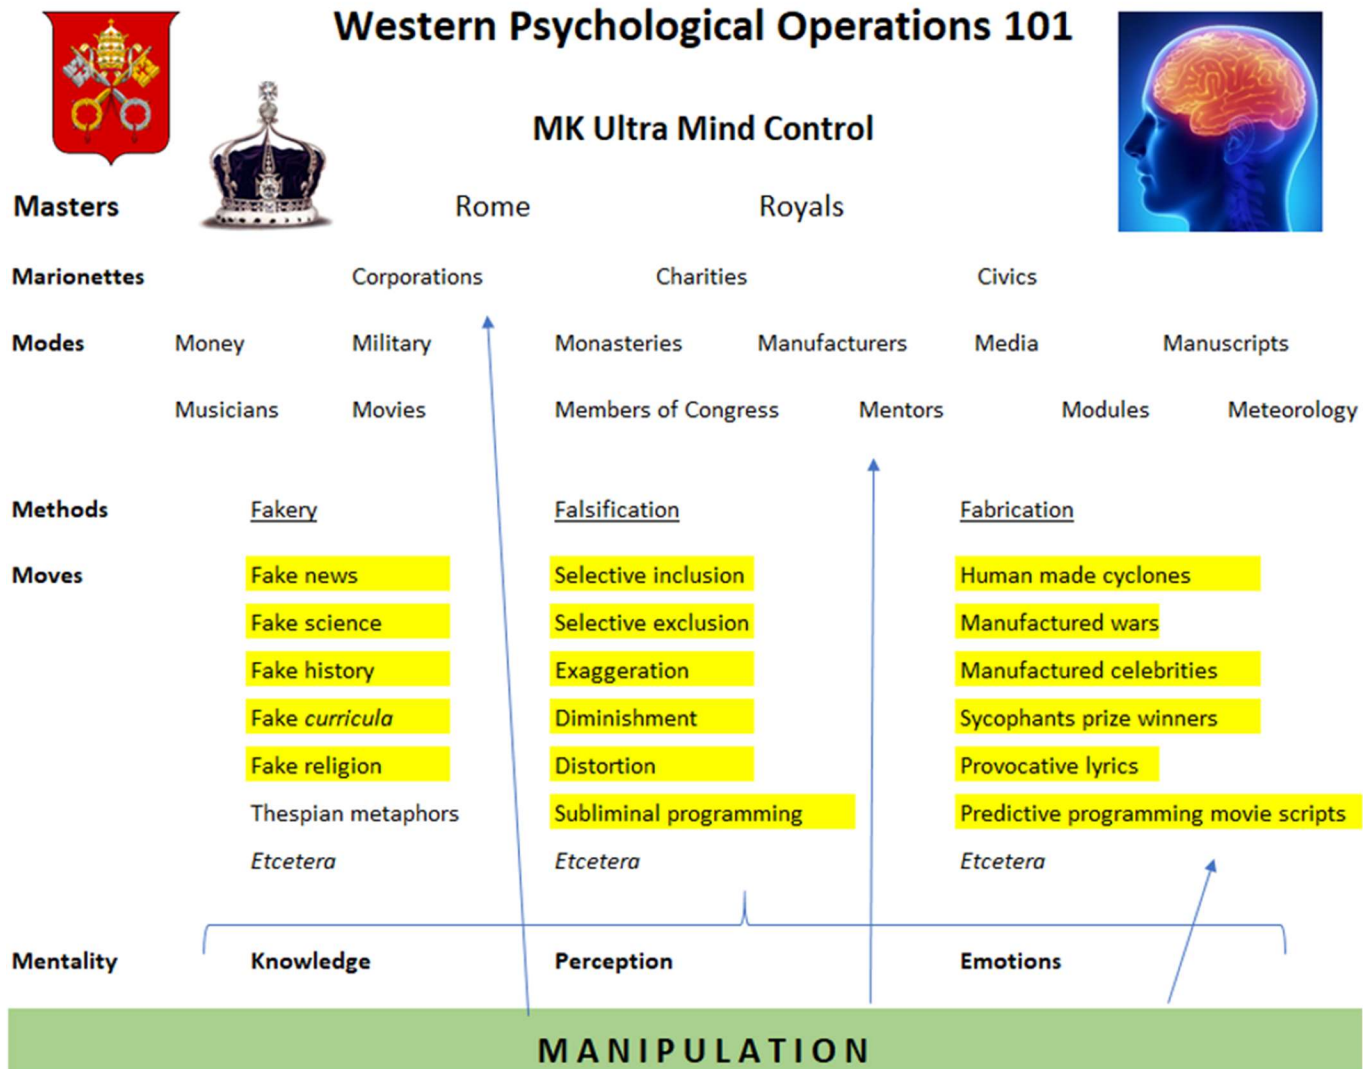 Western Psychological Operations 101
MK Ultra Mind Control
Masters Rome Royals
Marionettes Corporations Charities Civics
Modes Money Military Monasteries Manufacturers Media Manuscripts
Musicians Movies Members of Congress Mentors Modules Meteorology
Methods Fakery Falsification Fabrication
Moves Fake news Selective inclusion Human made cyclones
Fake science Selective exclusion Manufactured wars
Fake history Exaggeration Manufactured celebrities
Fake curricula Diminishment Sycophants prize winners
Fake religion Distortion Provocative lyrics
Thespian metaphors Subliminal programming Predictive programming movie scripts
Etcetera Etcetera Etcetera
Mentality Knowledge Perception Emotions
MANIPULATION